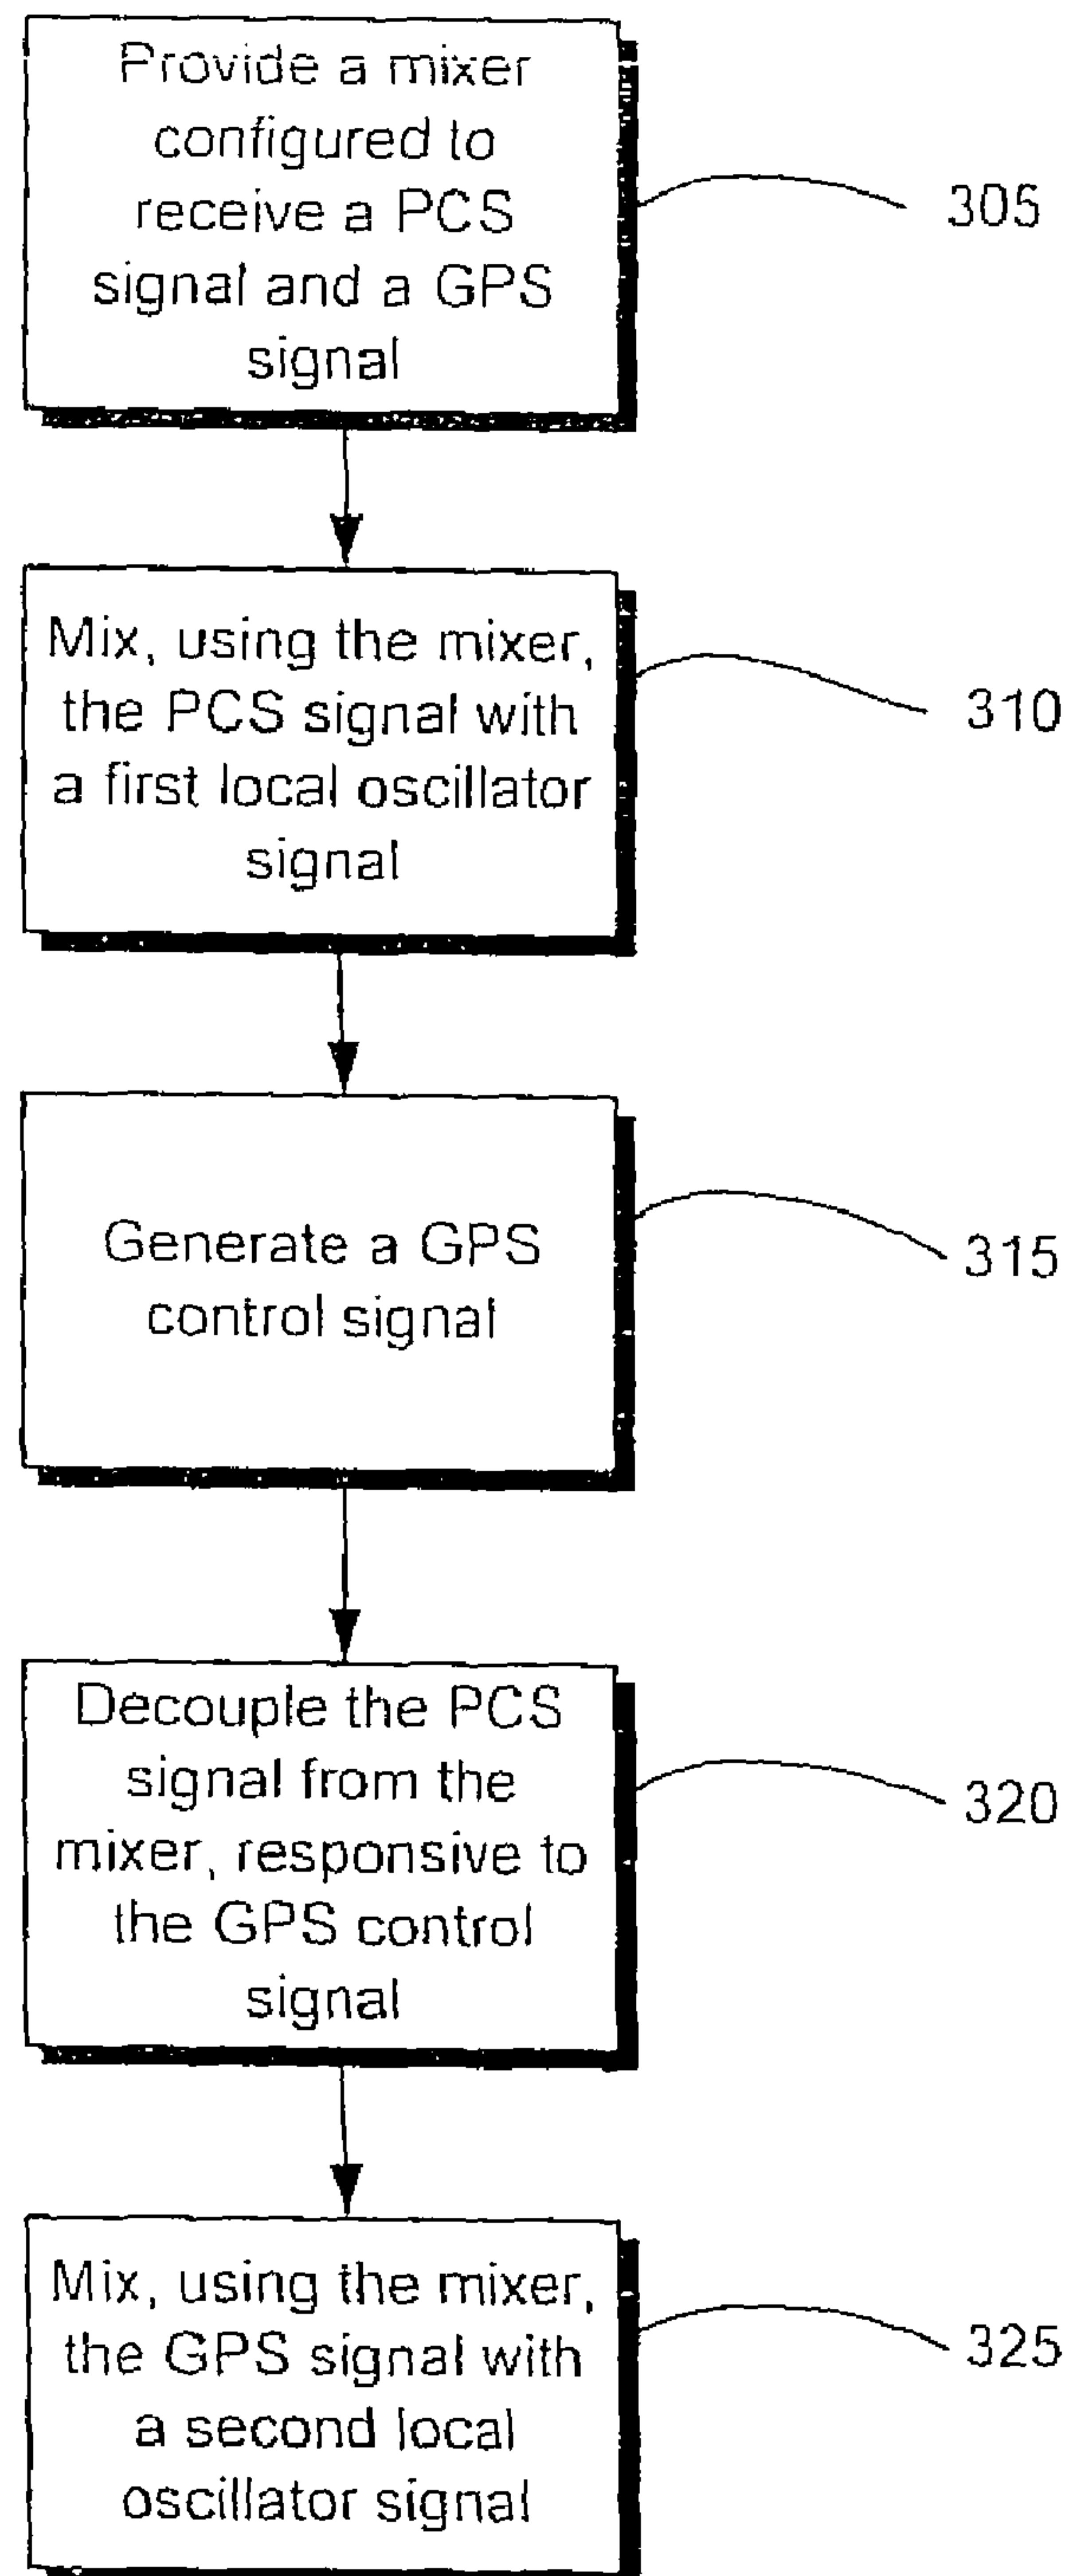 Provide a mixer
configured to
receive a PCS
signal and a GPS
signal
305
Mix, using the mixer,
the PCS signal with
a first local oscillator
signal
310
Generate a GPS
control signal
315
Decouple the PCS
signal from the
mixer, responsive to
the GPS control
signal
320
Mix, using the mixer,
the GPS signal with
a second local
oscillator signal
325